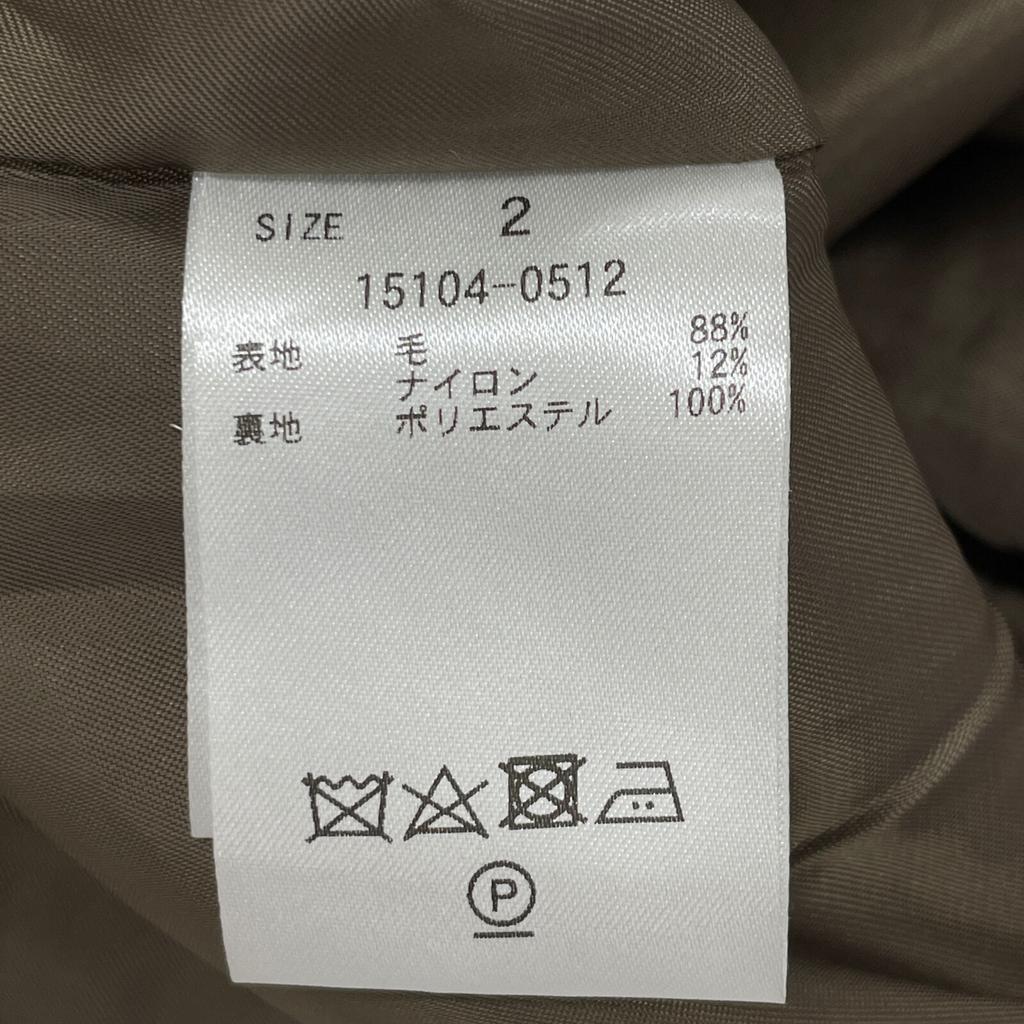 SIZE 2
15104-0512
表地 毛 88%
ナイロン 12%
裏地 ポリエステル 100%
P